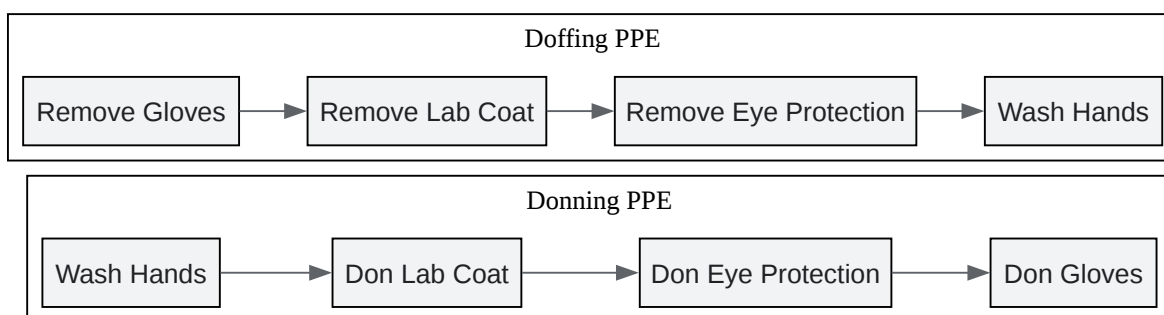 Doffing PPE
Remove Gloves
Remove Lab Coat
Remove Eye Protection
Wash Hands
Donning PPE
Wash Hands
Don Lab Coat
Don Eye Protection
Don Gloves